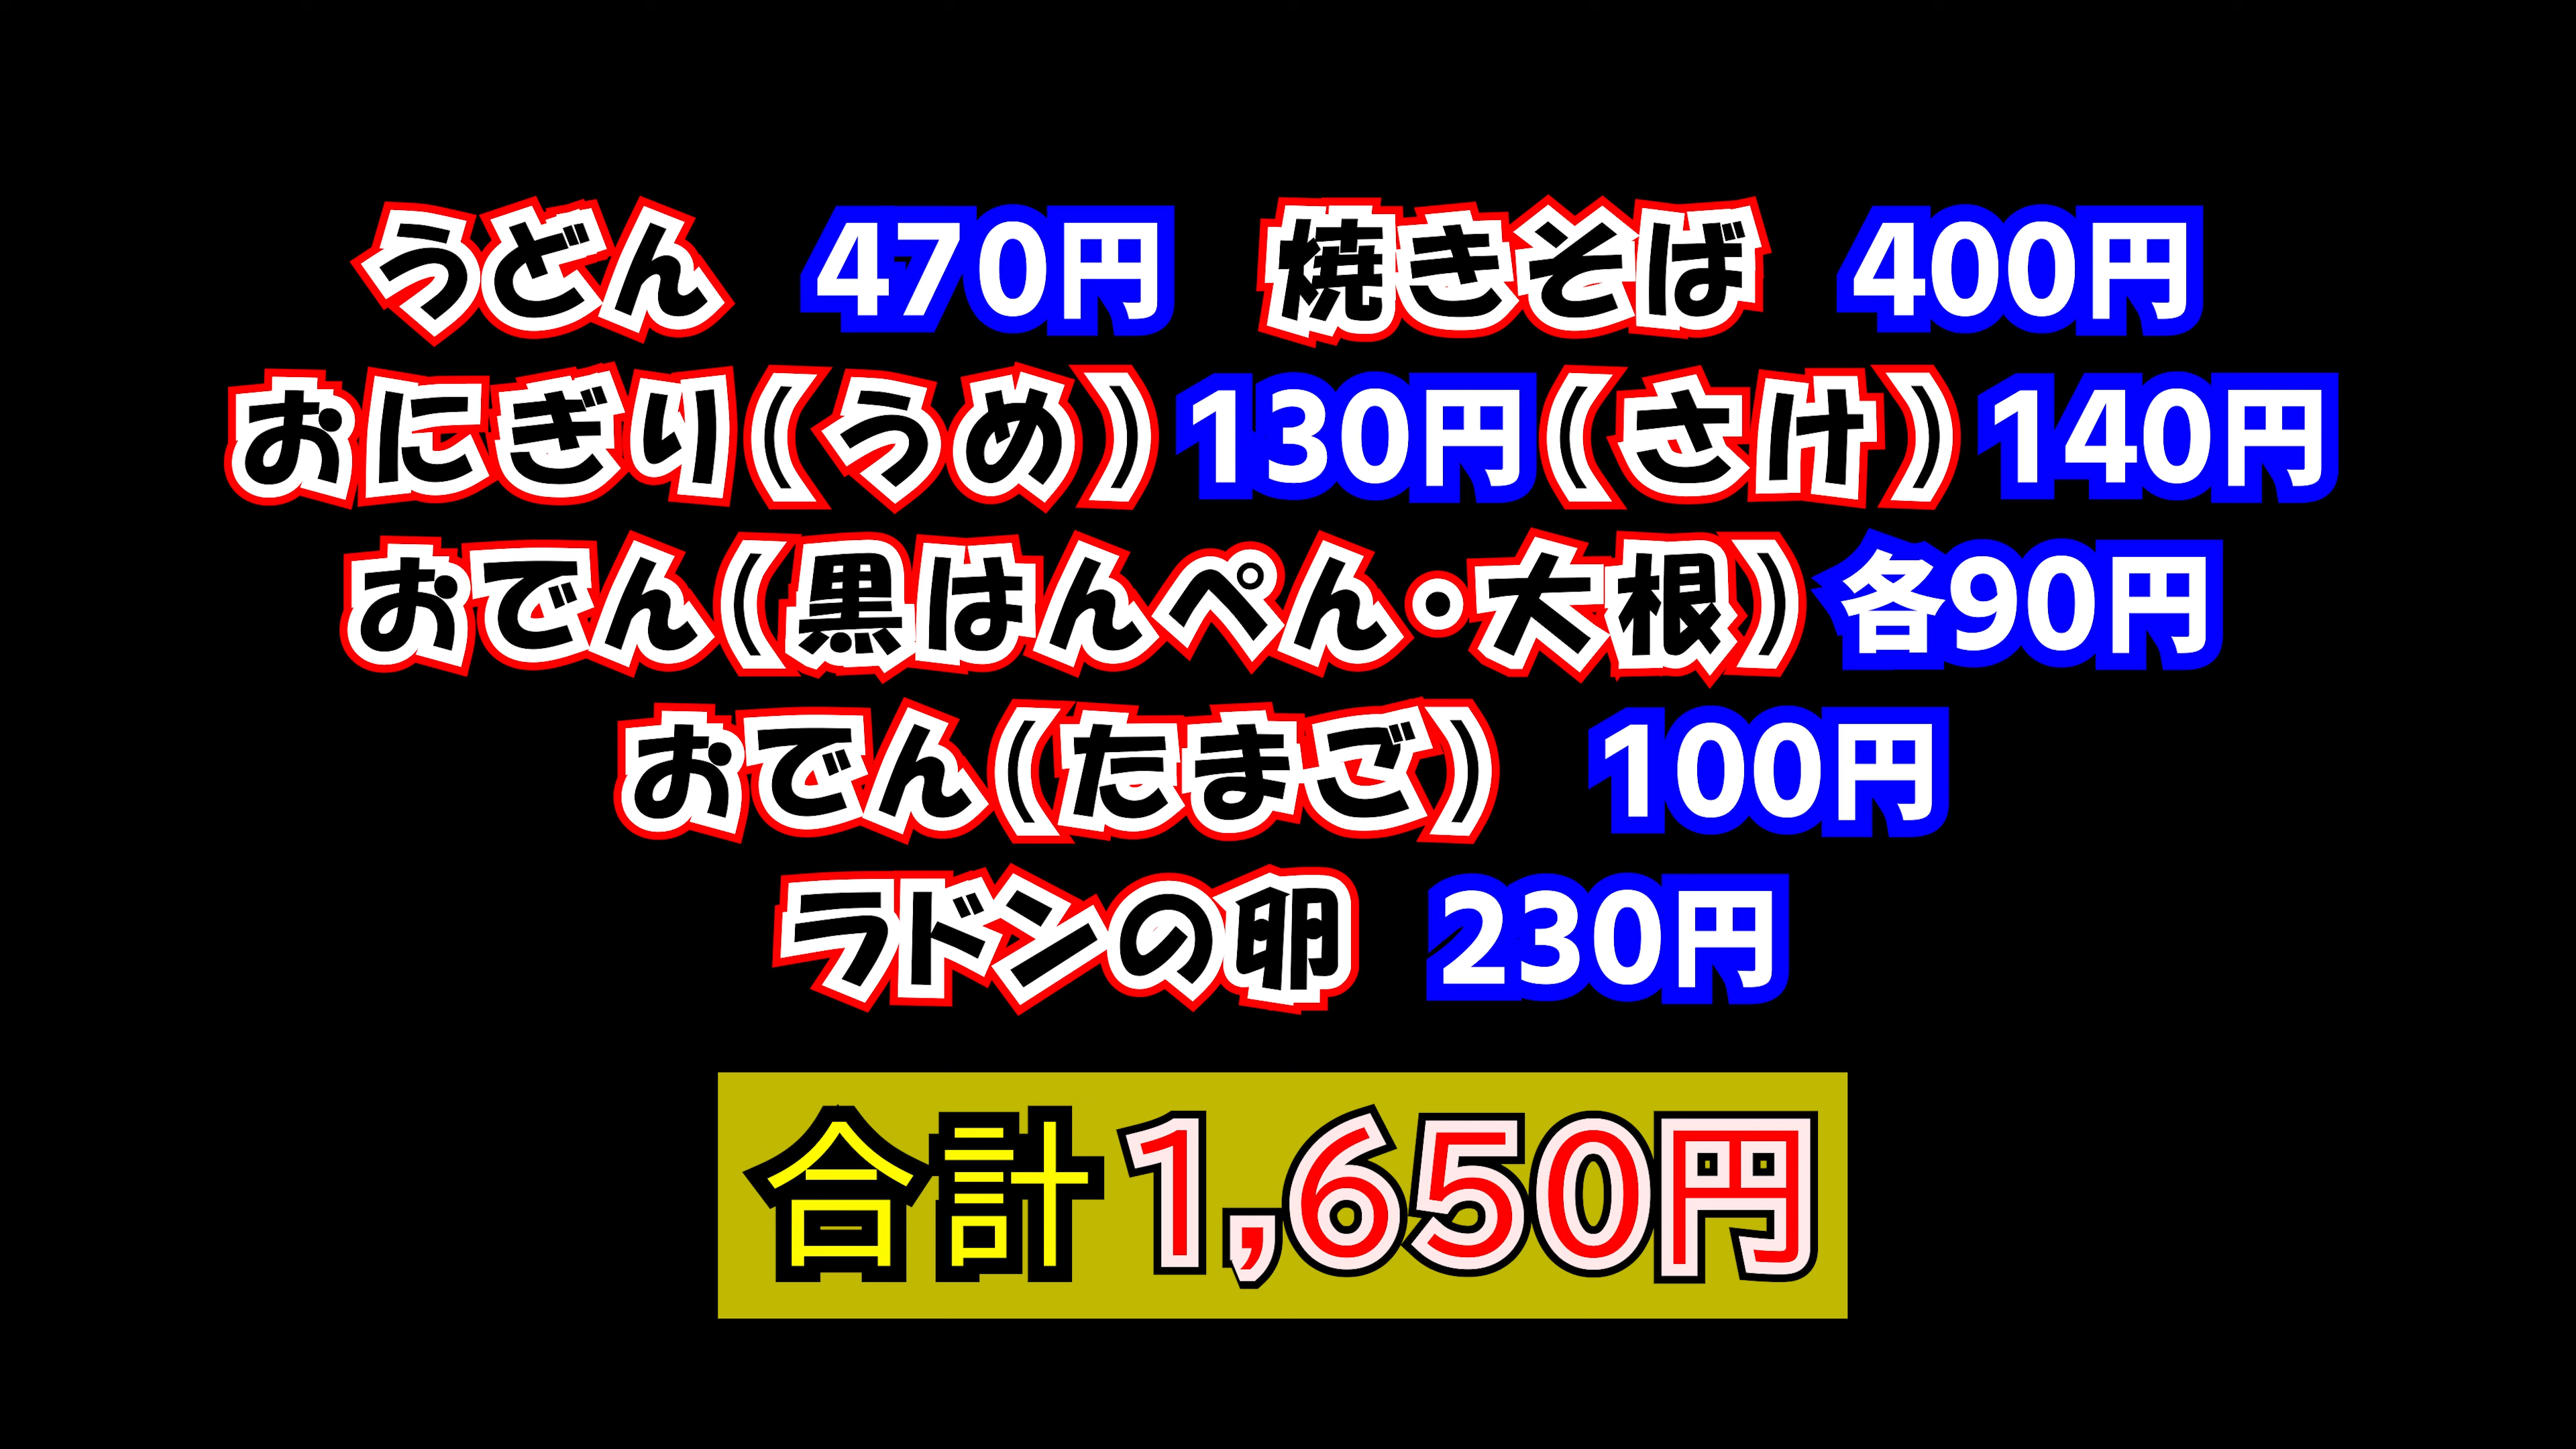 うどん 470円 焼きそば 400円
おにぎり(うめ)130円(さけ)140円
おでん(黒はんぺん・大根)各90円
おでん(たまご) 100円
ラドンの卵 230円
合計1,650円